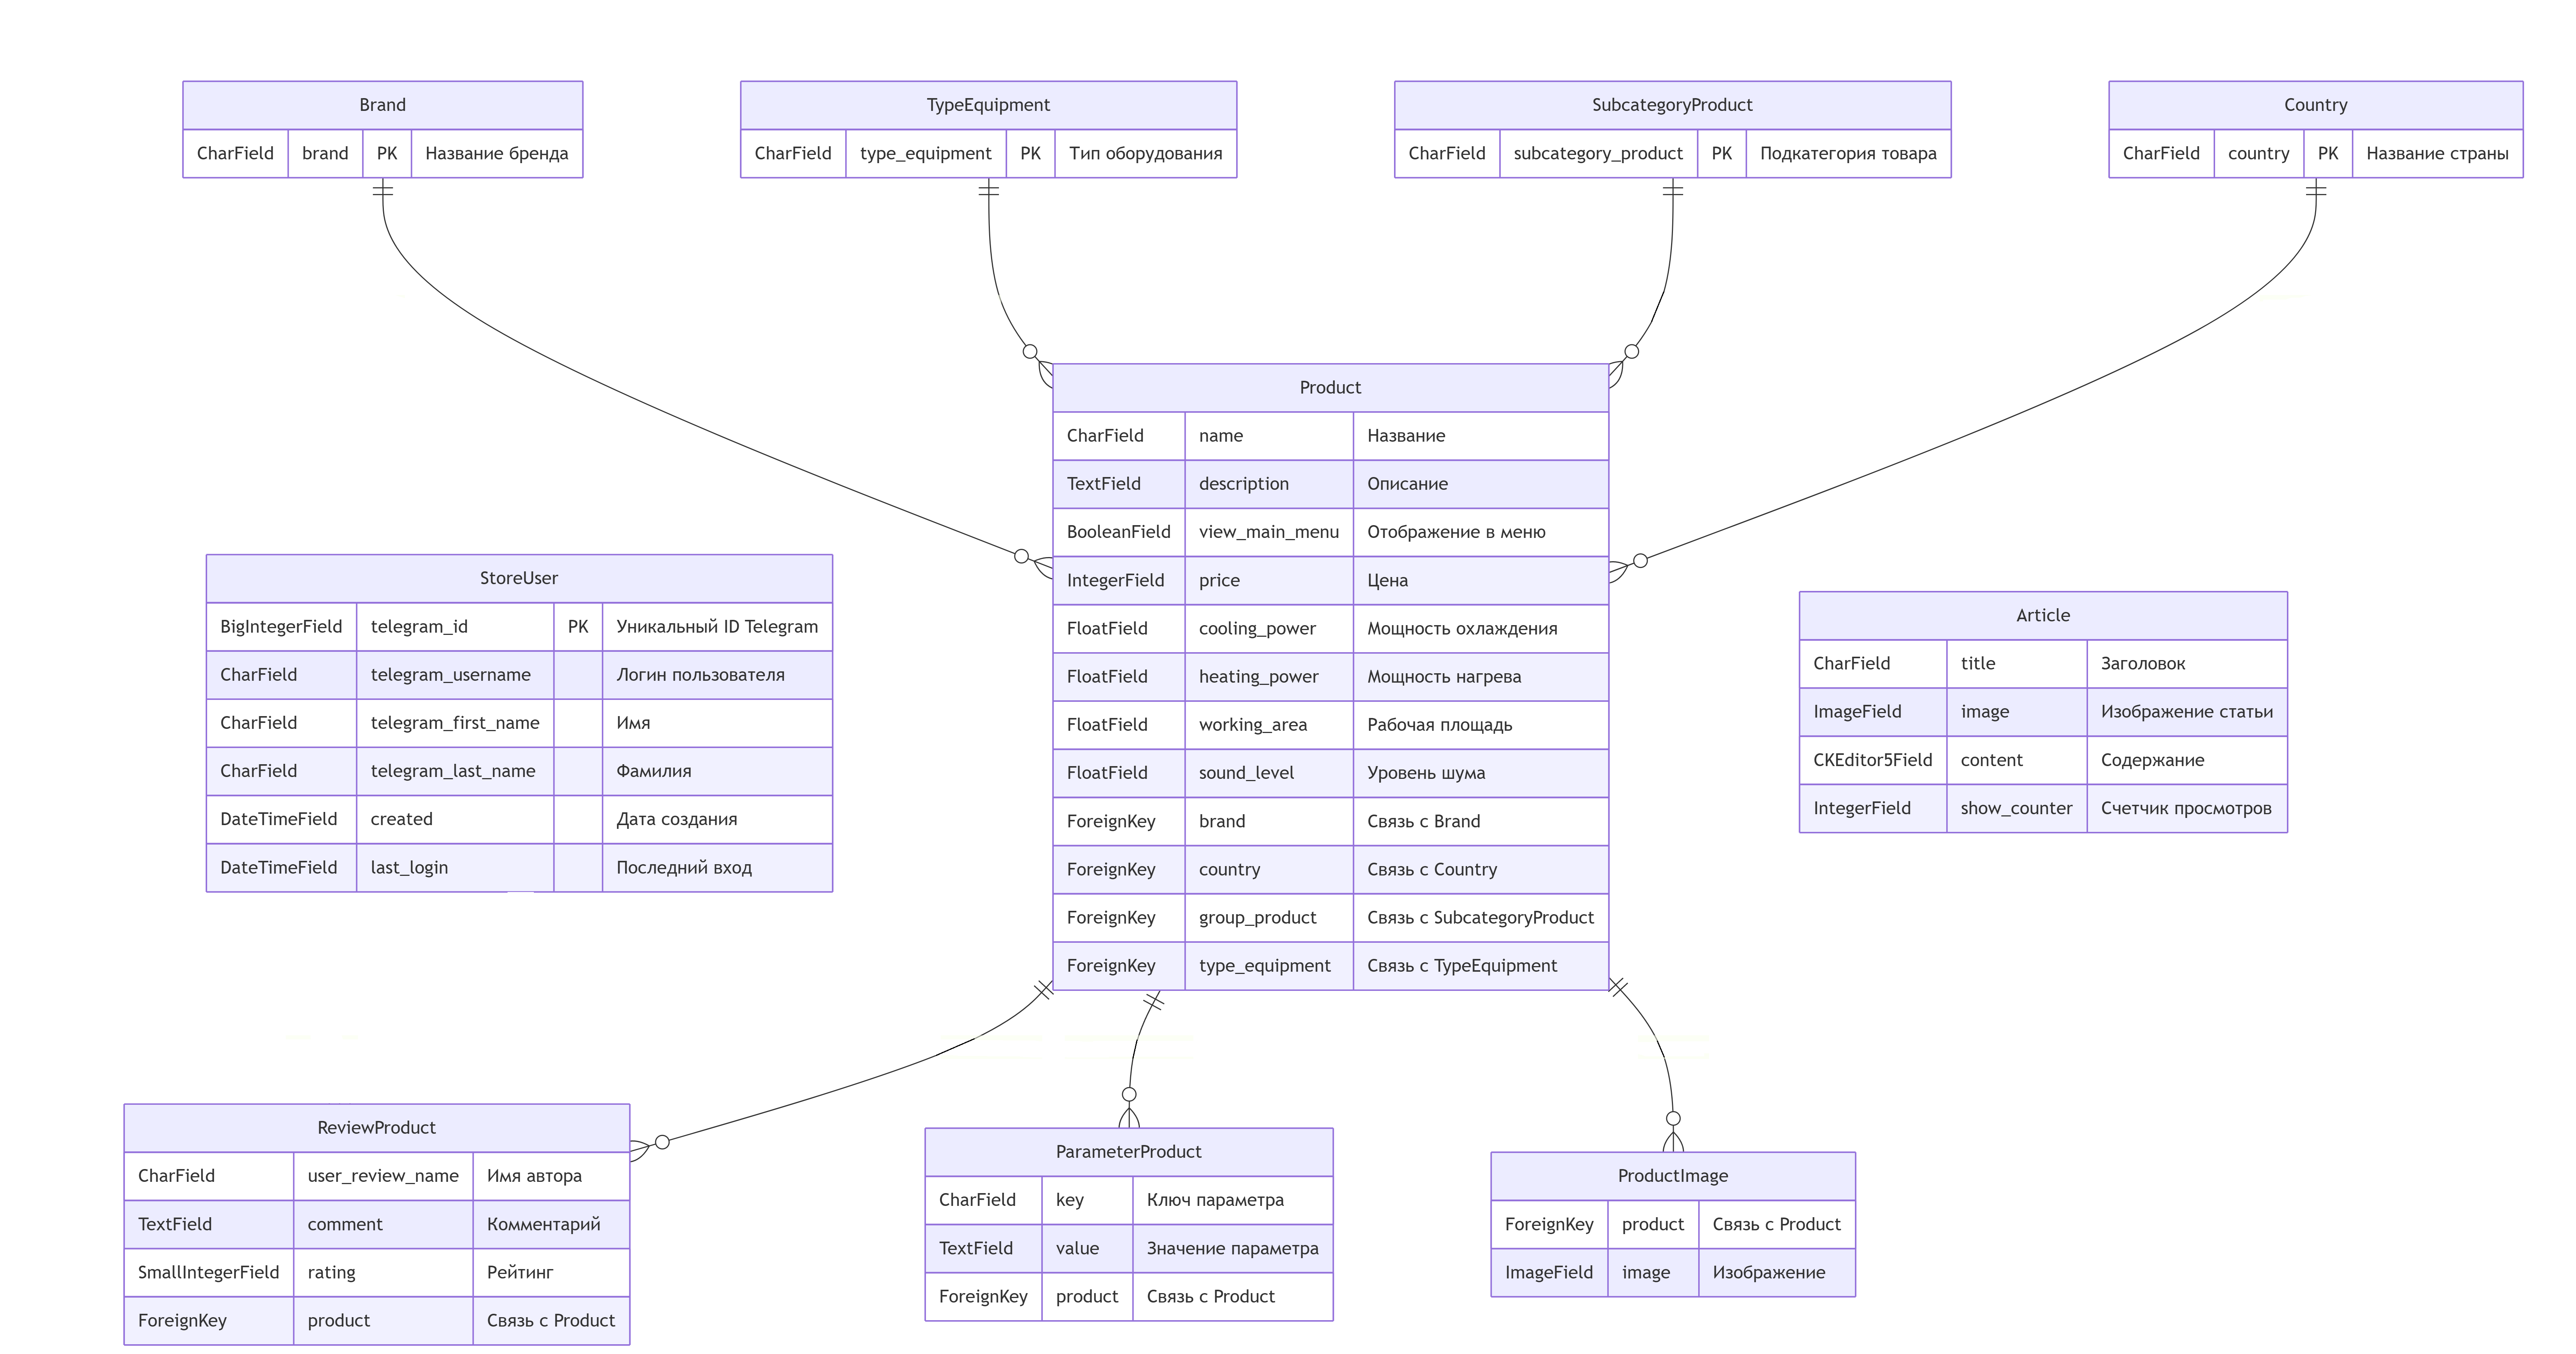 Brand
CharField brand PK Название бренда
TypeEquipment
CharField type_equipment PK Тип оборудования
SubcategoryProduct
CharField subcategory_product PK Подкатегория товара
Country
CharField country PK Название страны
Product
CharField name Название
TextField description Описание
BooleanField view_main_menu Отображение в меню
IntegerField price Цена
FloatField cooling_power Мощность охлаждения
FloatField heating_power Мощность нагрева
FloatField working_area Рабочая площадь
FloatField sound_level Уровень шума
ForeignKey brand Связь с Brand
ForeignKey country Связь с Country
ForeignKey group_product Связь с SubcategoryProduct
ForeignKey type_equipment Связь с TypeEquipment
StoreUser
BigIntegerField telegram_id PK Уникальный ID Telegram
CharField telegram_username Логин пользователя
CharField telegram_first_name Имя
CharField telegram_last_name Фамилия
DateTimeField created Дата создания
DateTimeField last_login Последний вход
Article
CharField title Заголовок
ImageField image Изображение статьи
CKEditor5Field content Содержание
IntegerField show_counter Счетчик просмотров
ReviewProduct
CharField user_review_name Имя автора
TextField comment Комментарий
SmallIntegerField rating Рейтинг
ForeignKey product Связь с Product
ParameterProduct
CharField key Ключ параметра
TextField value Значение параметра
ForeignKey product Связь с Product
ProductImage
ForeignKey product Связь с Product
ImageField image Изображение